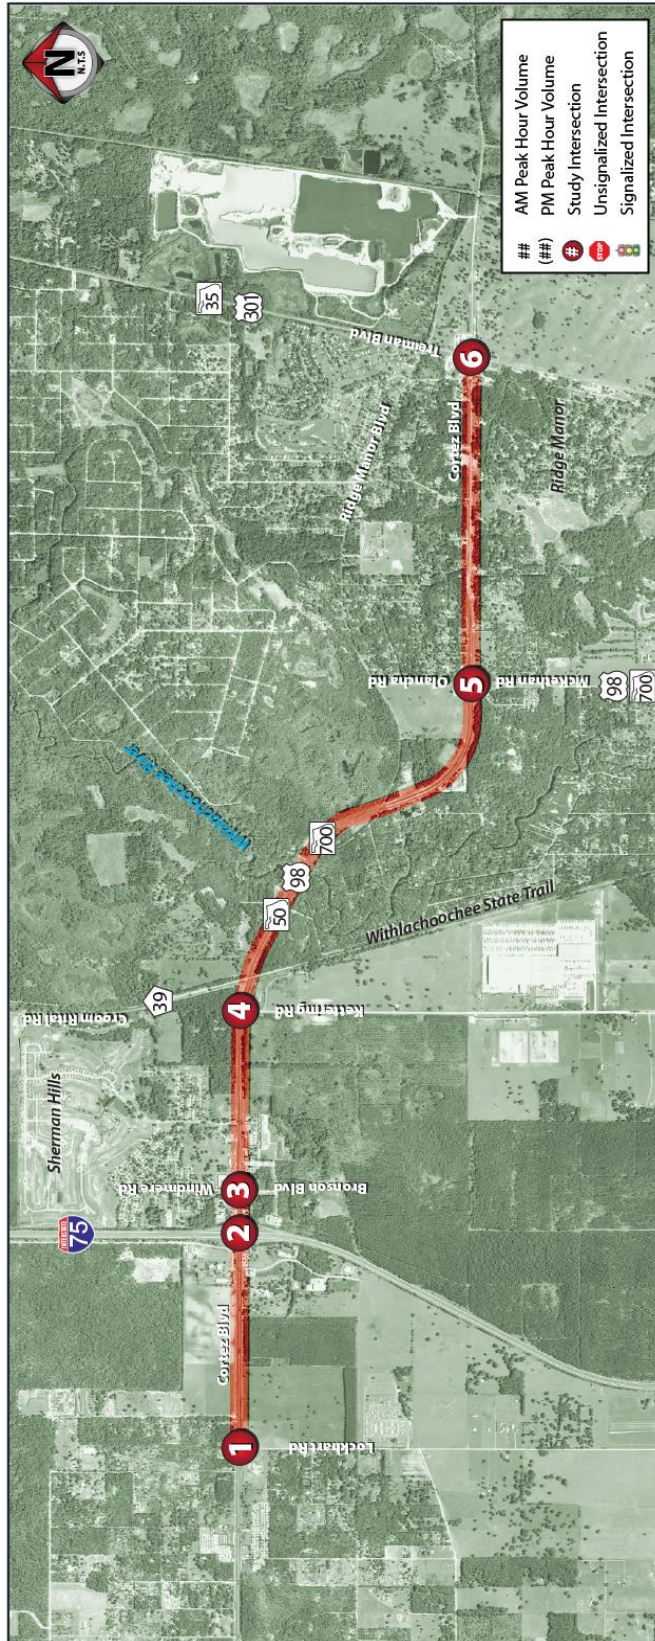 N
N.T.S
## AM Peak Hour Volume
(##) PM Peak Hour Volume
# Study Intersection
STOP Unsignalized Intersection
Signalized Intersection
Sherman Hills
INTERSTATE
75
Croom Rital Rd
39
Withlacoochee River
35
301
Treiman Blvd
Ridge Manor Blvd
Cortez Blvd
Lockhart Rd
1
2
3
Windmere Rd
Bronson Blvd
4
Kettering Rd
50
98
700
Withlachoochee State Trail
Olancha Rd
5
McKethan Rd
98
700
Cortez Blvd
6
Ridge Manor